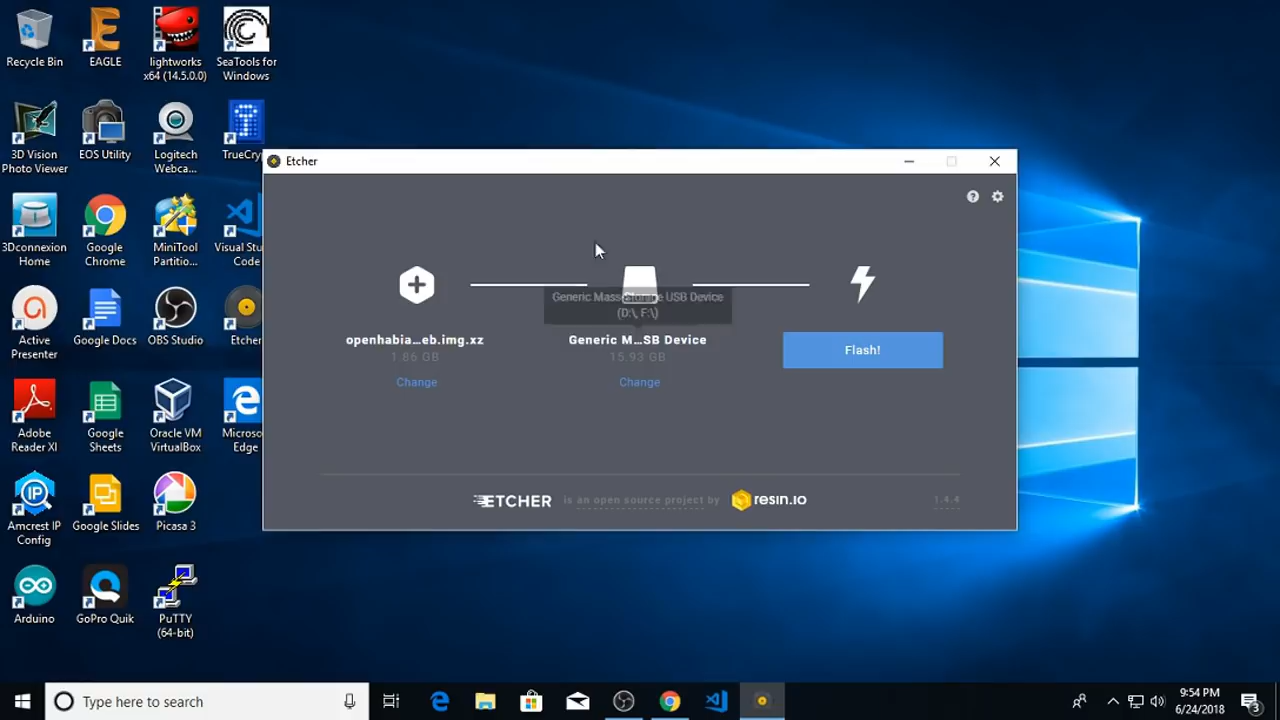 Recycle Bin
EAGLE
lightworks
x64 (14.5.0.0)
SeaTools for
Windows
3D Vision
Photo Viewer
EOS Utility
Logitech
Webca...
TrueCry
3Dconnexion
Home
Google
Chrome
MiniTool
Partitio...
Visual Stu
Code
Active
Presenter
Google Docs
OBS Studio
Etcher
Adobe
Reader XI
Google
Sheets
Oracle VM
VirtualBox
Microso
Edge
IP
Amcrest IP
Config
Google Slides
Picasa 3
Arduino
GoPro Quik
PuTTY
(64-bit)
Etcher
Generic Mass Storage USB Device
(D:\, F:\)
openhabia...eb.img.xz
1.86 GB
Change
Generic M...SB Device
15.93 GB
Change
Flash!
ETCHER is an open source project by resin.io
1.4.4
Type here to search
9:54 PM
6/24/2018
3